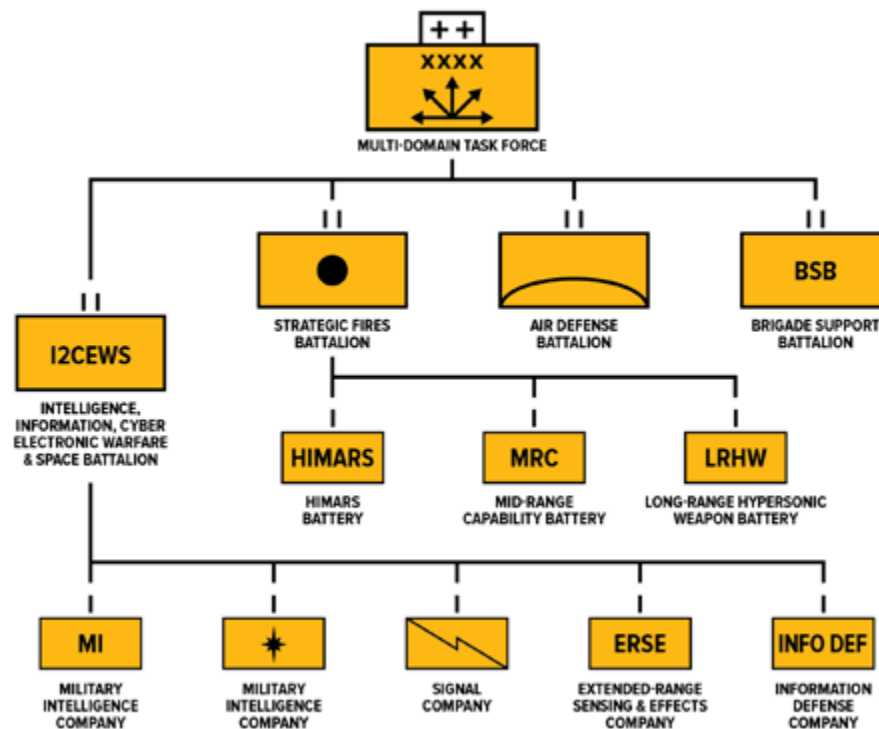 ++
XXXX
MULTI-DOMAIN TASK FORCE
BSB
STRATEGIC FIRES
BATTALION
AIR DEFENSE
BATTALION
BRIGADE SUPPORT
BATTALION
I2CEWS
INTELLIGENCE,
INFORMATION, CYBER
ELECTRONIC WARFARE
& SPACE BATTALION
HIMARS
MRC
LRHW
HIMARS
BATTERY
MID-RANGE
CAPABILITY BATTERY
LONG-RANGE HYPERSONIC
WEAPON BATTERY
MI
ERSE
INFO DEF
MILITARY
INTELLIGENCE
COMPANY
MILITARY
INTELLIGENCE
COMPANY
SIGNAL
COMPANY
EXTENDED-RANGE
SENSING & EFFECTS
COMPANY
INFORMATION
DEFENSE
COMPANY